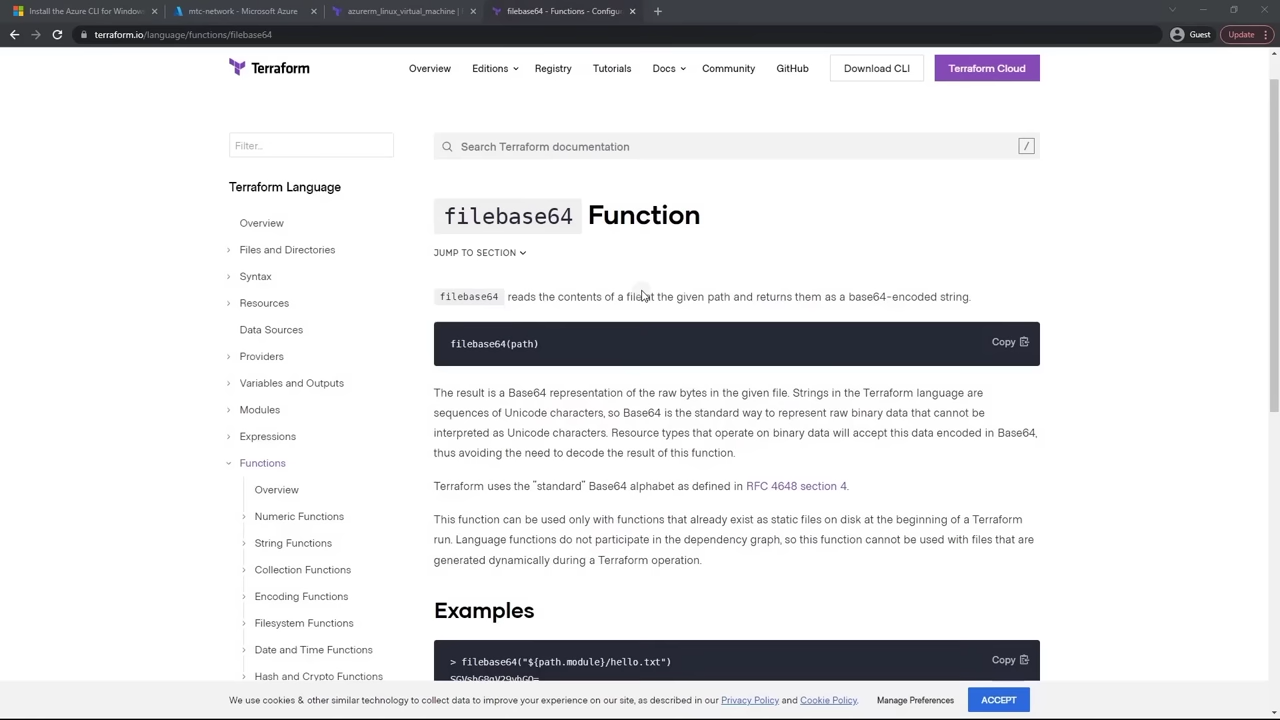 Install the Azure CLI for Windows
mtc-network - Microsoft Azure
azurerm_linux_virtual_machine |
filebase64 - Functions - Configur
terraform.io/language/functions/filebase64
Guest
Update
Terraform
Overview
Editions
Registry
Tutorials
Docs
Community
GitHub
Download CLI
Terraform Cloud
Filter...
Search Terraform documentation
/
Terraform Language
Overview
Files and Directories
Syntax
Resources
Data Sources
Providers
Variables and Outputs
Modules
Expressions
Functions
Overview
Numeric Functions
String Functions
Collection Functions
Encoding Functions
Filesystem Functions
Date and Time Functions
Hash and Crypto Functions
filebase64 Function
JUMP TO SECTION
filebase64 reads the contents of a file at the given path and returns them as a base64-encoded string.
filebase64(path)
Copy
The result is a Base64 representation of the raw bytes in the given file. Strings in the Terraform language are
sequences of Unicode characters, so Base64 is the standard way to represent raw binary data that cannot be
interpreted as Unicode characters. Resource types that operate on binary data will accept this data encoded in Base64,
thus avoiding the need to decode the result of this function.
Terraform uses the "standard" Base64 alphabet as defined in RFC 4648 section 4.
This function can be used only with functions that already exist as static files on disk at the beginning of a Terraform
run. Language functions do not participate in the dependency graph, so this function cannot be used with files that are
generated dynamically during a Terraform operation.
Examples
> filebase64("${path.module}/hello.txt")
Copy
We use cookies & other similar technology to collect data to improve your experience on our site, as described in our Privacy Policy and Cookie Policy.
Manage Preferences
ACCEPT